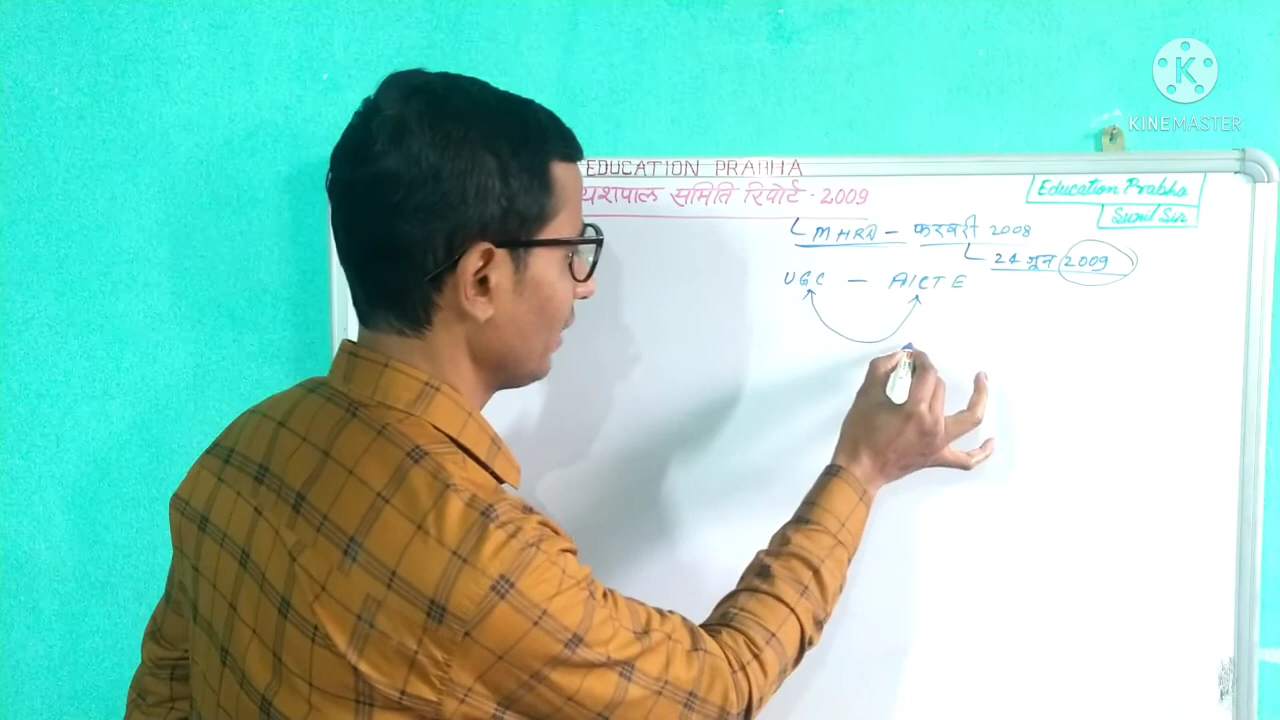 EDUCATION PRABHA
यशपाल समिति रिपोर्ट - 2009
Education Prabha
Sunil Sir
MHRD - फरवरी 2008
24 जून 2009
UGC - AICTE
K
KINEMASTER